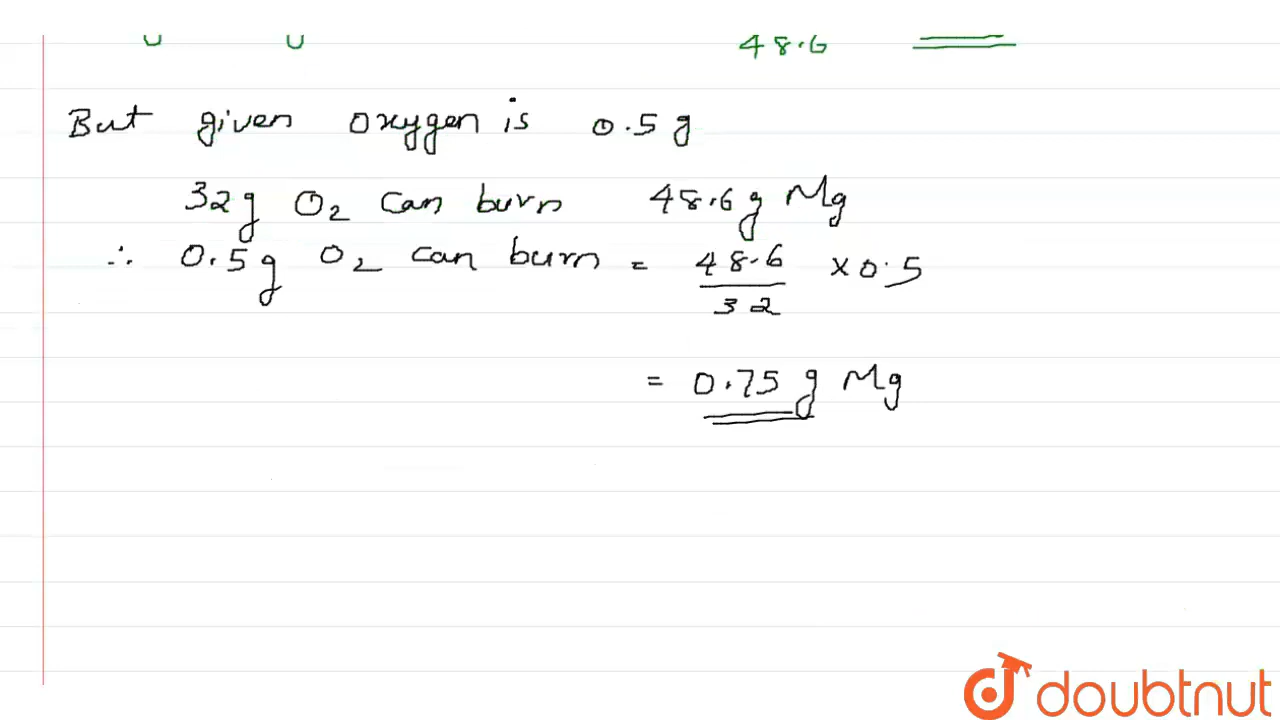 48.6
But given oxygen is 0.5 g
32g O2 can burn 48.6 g Mg
∴ 0.5 g O2 can burn = 48.6 × 0.5
32
= 0.75 g Mg
doubtnut